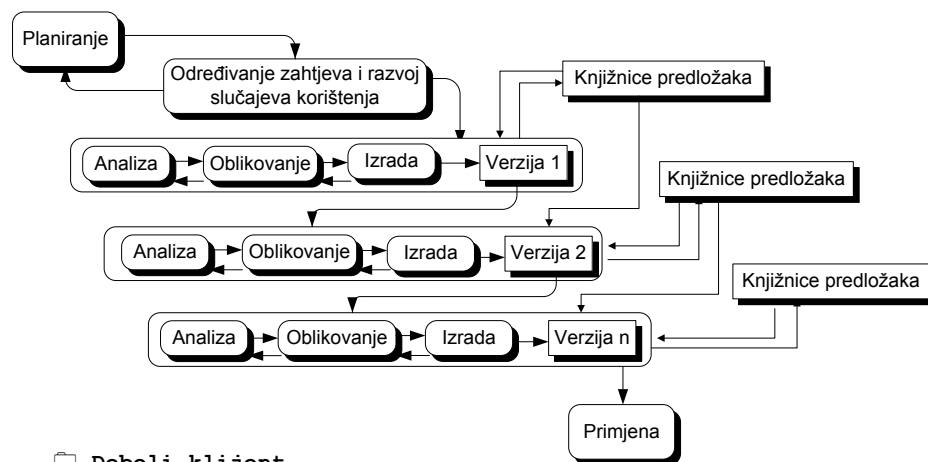 Planiranje
Određivanje zahtjeva i razvoj
slučajeva korištenja
Knjižnice predložaka
Analiza
Oblikovanje
Izrada
Verzija 1
Knjižnice predložaka
Analiza
Oblikovanje
Izrada
Verzija 2
Knjižnice predložaka
Analiza
Oblikovanje
Izrada
Verzija n
Primjena